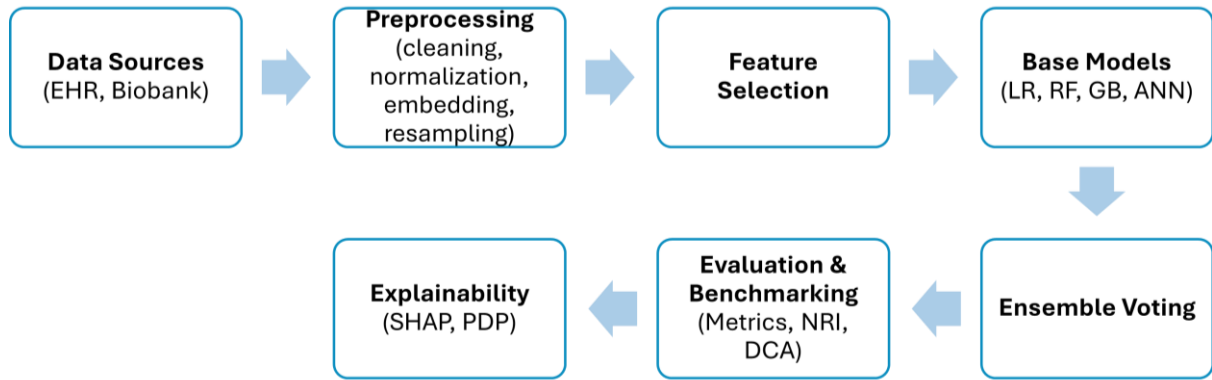 Data Sources
(EHR, Biobank)
Preprocessing
(cleaning,
normalization,
embedding,
resampling)
Feature
Selection
Base Models
(LR, RF, GB, ANN)
Ensemble Voting
Evaluation &
Benchmarking
(Metrics, NRI,
DCA)
Explainability
(SHAP, PDP)